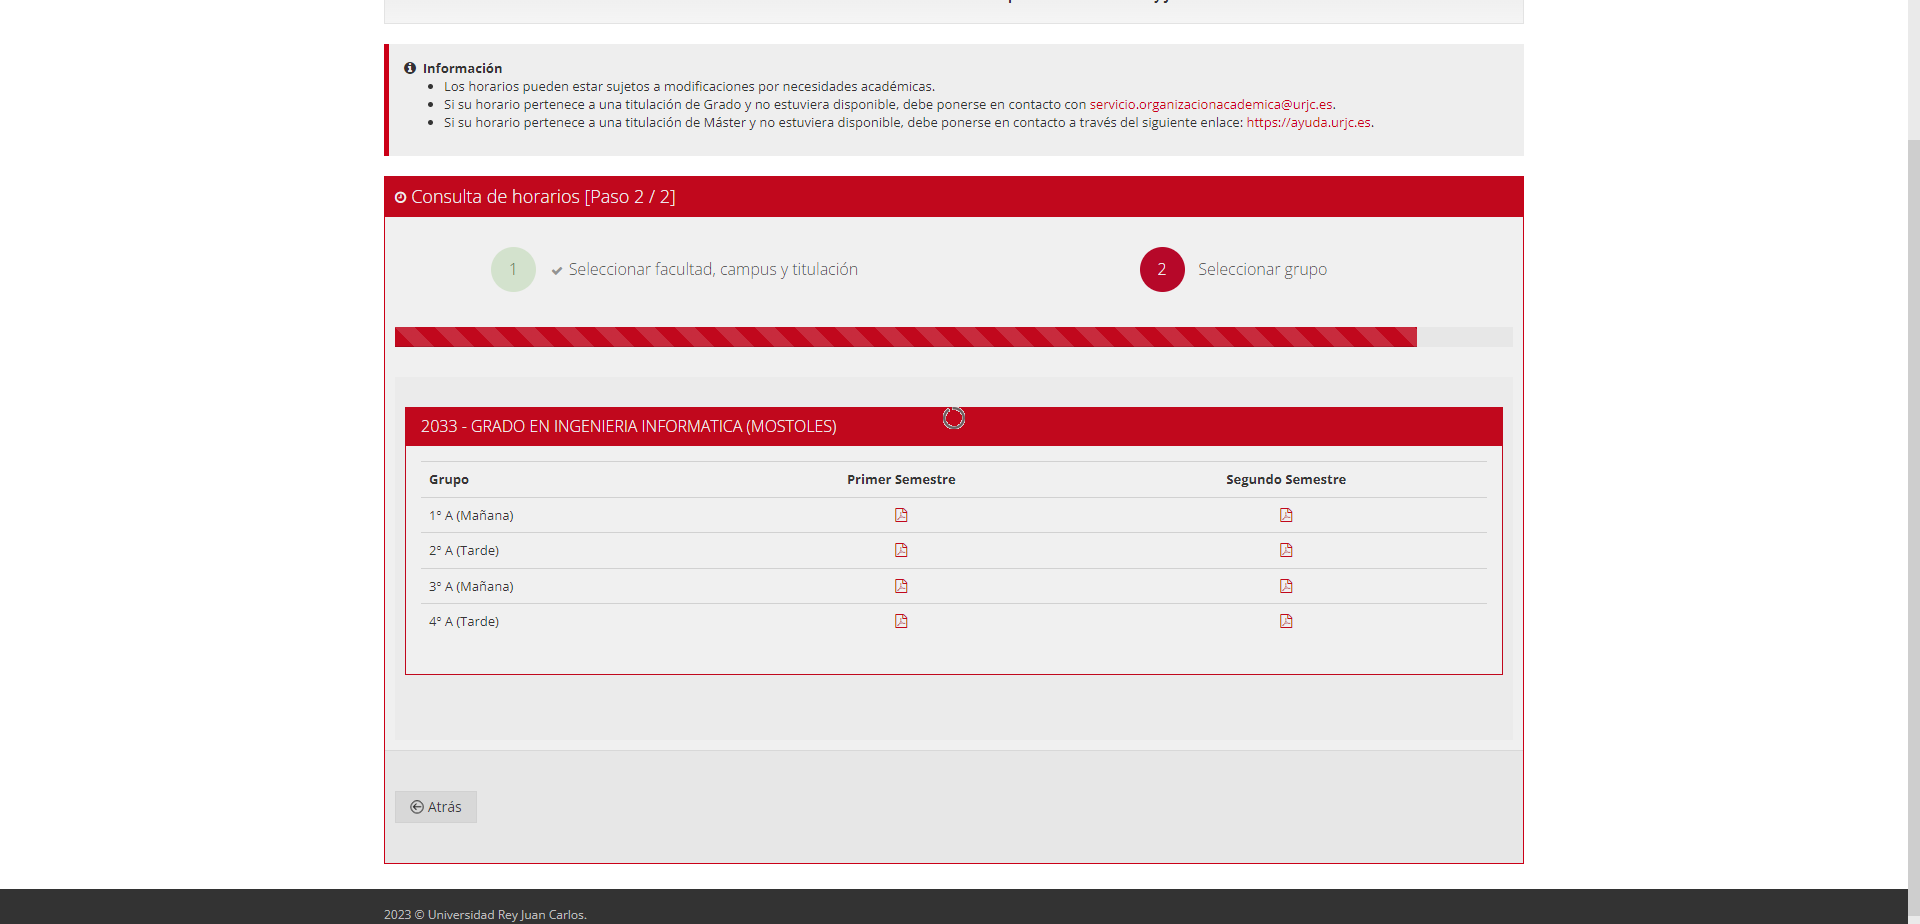 Información
Los horarios pueden estar sujetos a modificaciones por necesidades académicas.
Si su horario pertenece a una titulación de Grado y no estuviera disponible, debe ponerse en contacto con servicio.organizacionacademica@urjc.es.
Si su horario pertenece a una titulación de Máster y no estuviera disponible, debe ponerse en contacto a través del siguiente enlace: https://ayuda.urjc.es.
Consulta de horarios [Paso 2 / 2]
1 Seleccionar facultad, campus y titulación
2 Seleccionar grupo
2033 - GRADO EN INGENIERIA INFORMATICA (MOSTOLES)
Grupo Primer Semestre Segundo Semestre
1º A (Mañana)
2º A (Tarde)
3º A (Mañana)
4º A (Tarde)
Atrás
2023 © Universidad Rey Juan Carlos.